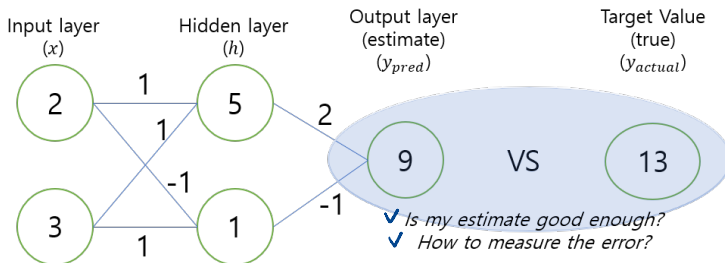 Input layer
(x)
Hidden layer
(h)
Output layer
(estimate)
(y_pred)
Target Value
(true)
(y_actual)
2
3
1
1
-1
1
5
1
2
-1
9
VS
13
✔ Is my estimate good enough?
✔ How to measure the error?